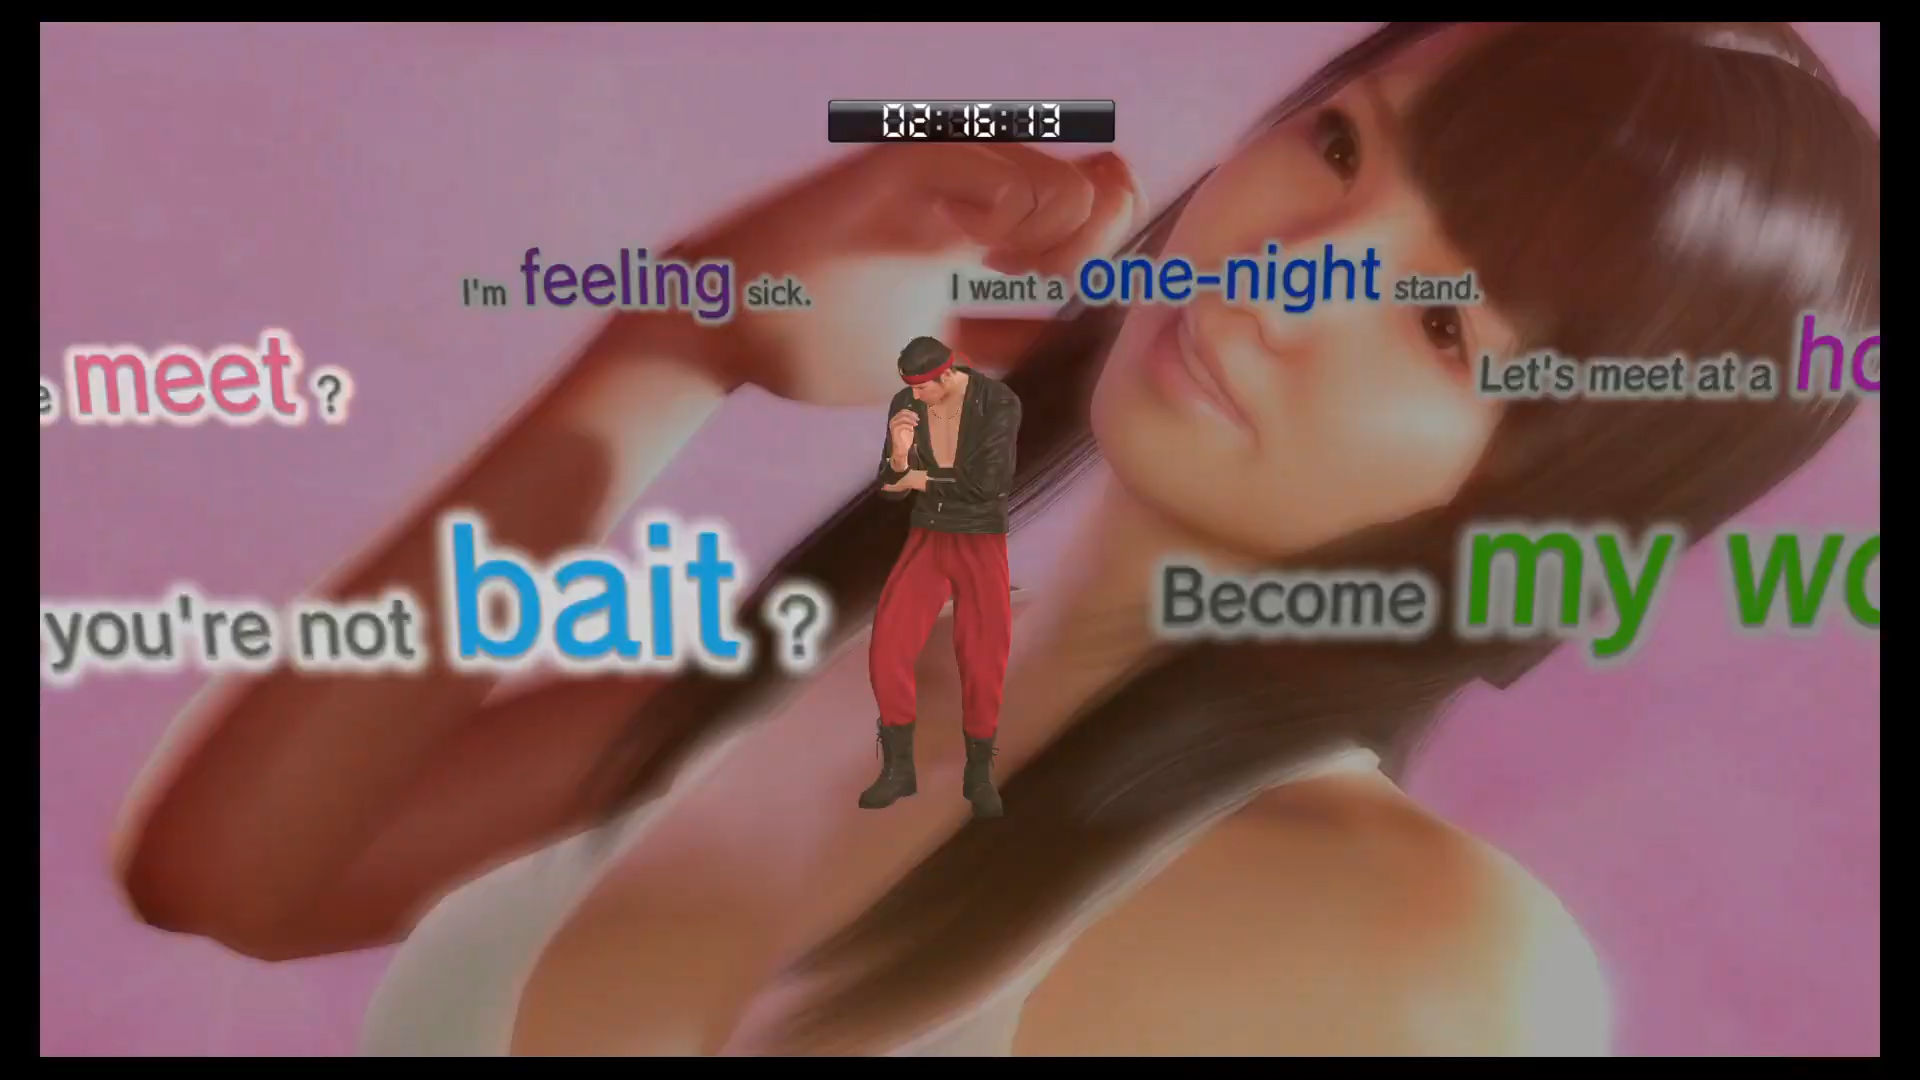 02:16:13
I'm feeling sick.
I want a one-night stand.
meet ?
Let's meet at a
you're not bait ?
Become my